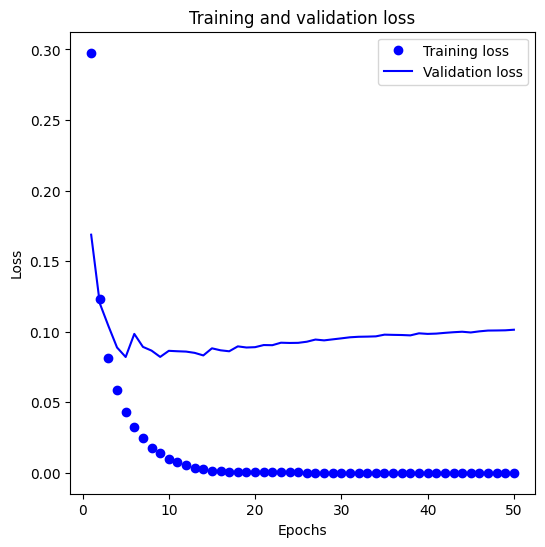 Training and validation loss
0.30
0.25
0.20
0.15
0.10
0.05
0.00
Loss
Training loss
Validation loss
0 10 20 30 40 50
Epochs